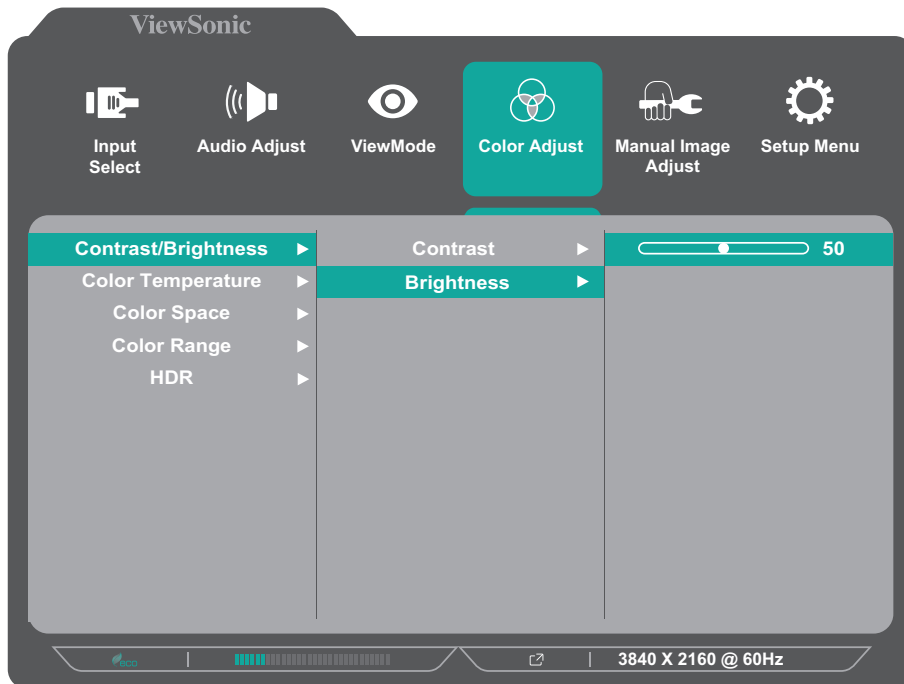 ViewSonic
Input
Select
Audio Adjust
ViewMode
Color Adjust
Manual Image
Adjust
Setup Menu
Contrast/Brightness
Color Temperature
Color Space
Color Range
HDR
Contrast
Brightness
50
eco
3840 X 2160 @ 60Hz